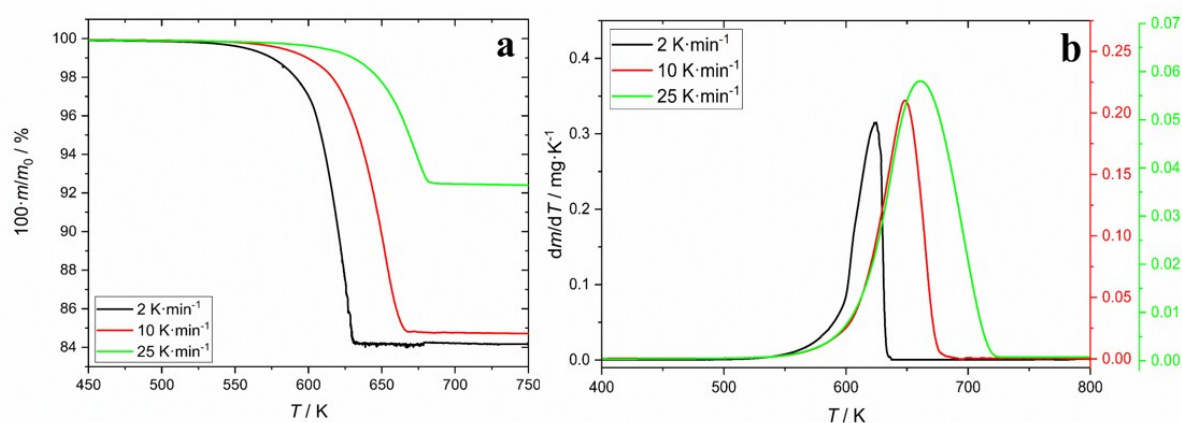 a
100
98
96
94
92
90
88
86
84
100·m/m₀ / %
2 K·min⁻¹
10 K·min⁻¹
25 K·min⁻¹
450 500 550 600 650 700 750
T / K
b
0.4
0.3
0.2
0.1
0.0
dm/dT / mg·K⁻¹
2 K·min⁻¹
10 K·min⁻¹
25 K·min⁻¹
400 500 600 700 800
T / K
0.25
0.20
0.15
0.10
0.05
0.00
0.07
0.06
0.05
0.04
0.03
0.02
0.01
0.00